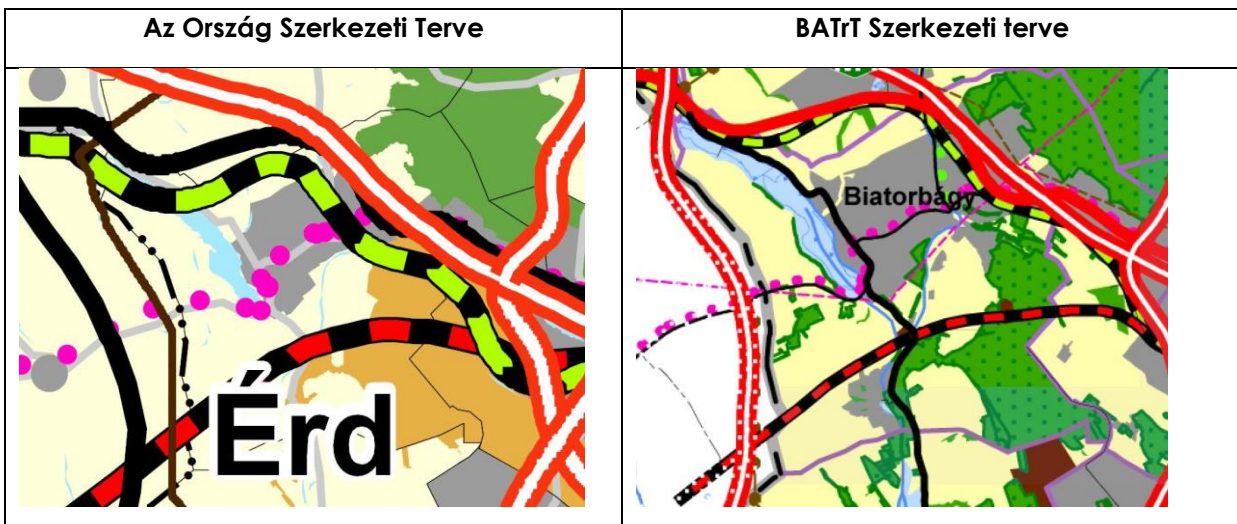 Az Ország Szerkezeti Terve
BATrT Szerkezeti terve
Érd
Biatorbágy